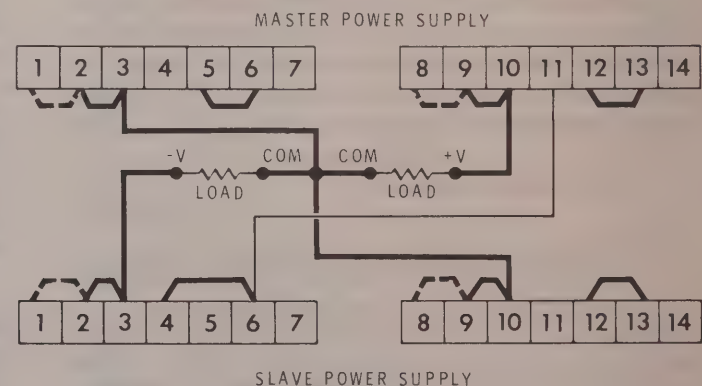 MASTER POWER SUPPLY
1 2 3 4 5 6 7 8 9 10 11 12 13 14
-V COM COM +V
LOAD LOAD
1 2 3 4 5 6 7 8 9 10 11 12 13 14
SLAVE POWER SUPPLY